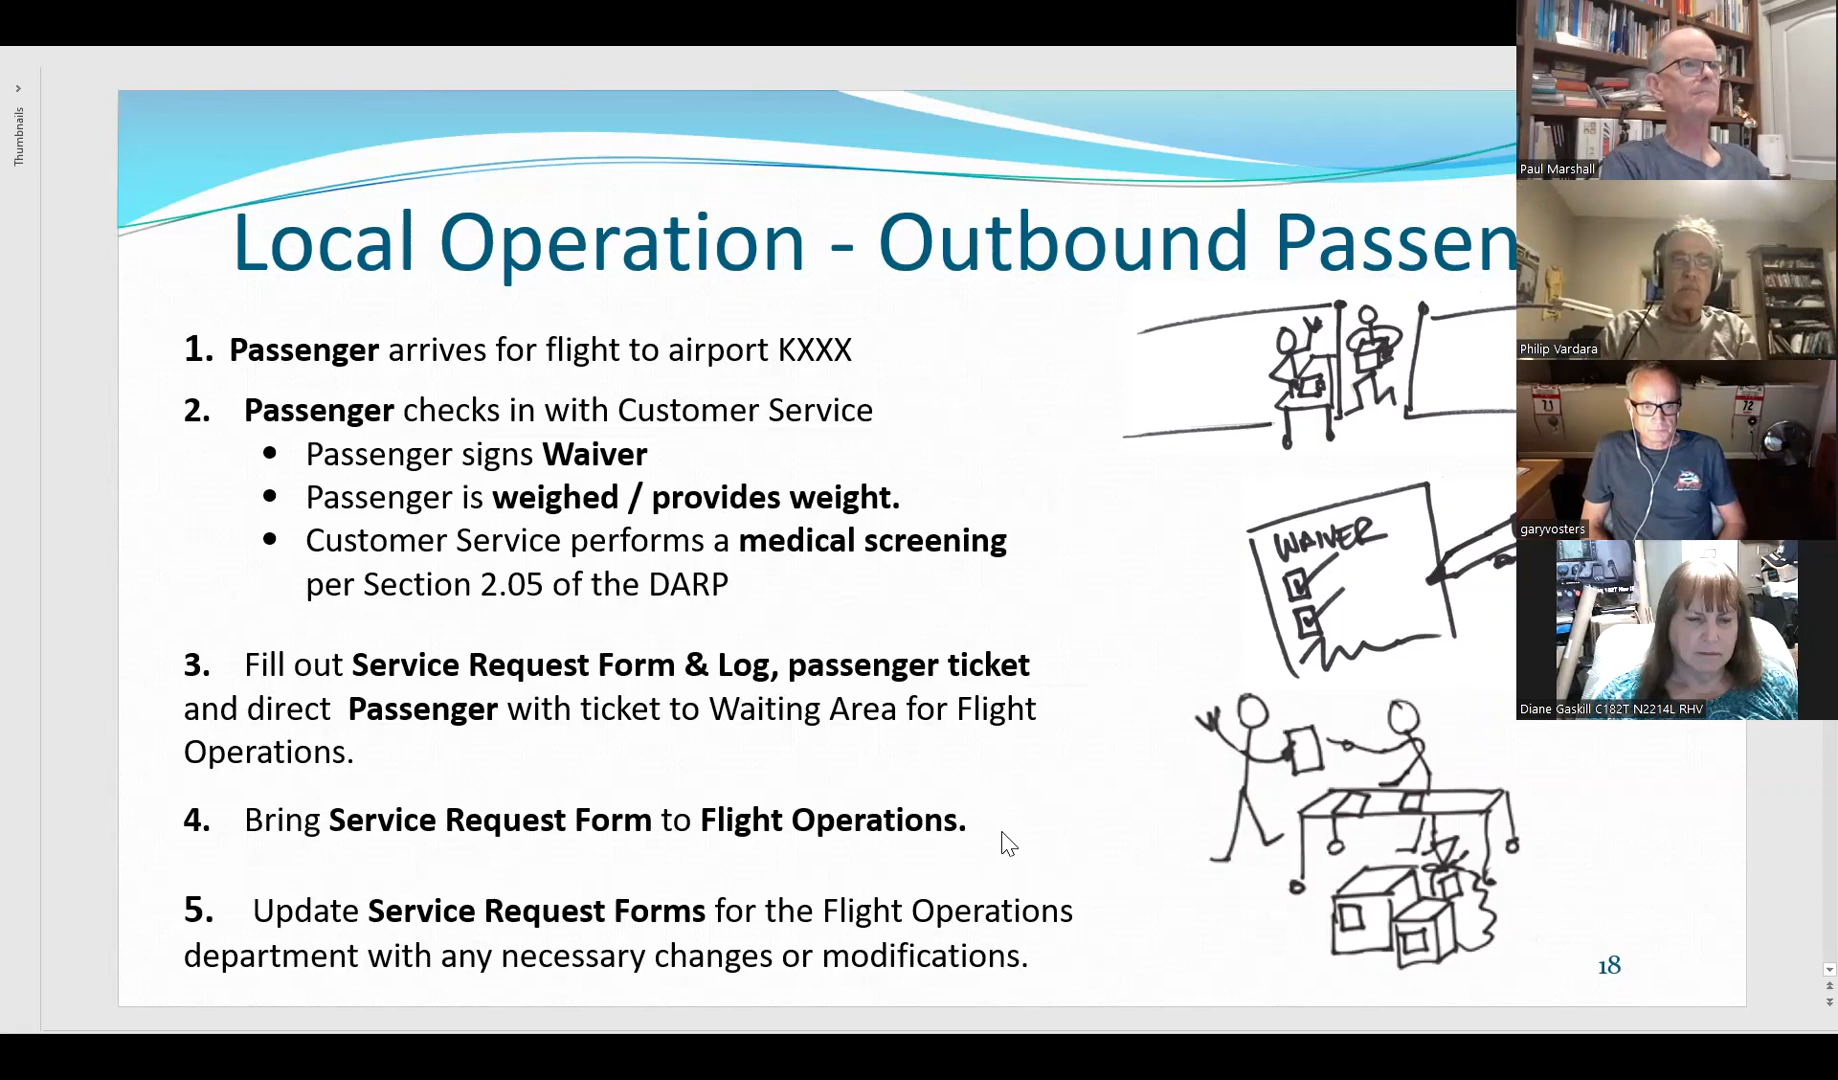 Thumbnails
Local Operation - Outbound Passen
1. Passenger arrives for flight to airport KXXX
2. Passenger checks in with Customer Service
• Passenger signs Waiver
• Passenger is weighed / provides weight.
• Customer Service performs a medical screening
per Section 2.05 of the DARP
3. Fill out Service Request Form & Log, passenger ticket
and direct Passenger with ticket to Waiting Area for Flight
Operations.
4. Bring Service Request Form to Flight Operations.
5. Update Service Request Forms for the Flight Operations
department with any necessary changes or modifications.
WAIVER
18
Paul Marshall
Philip Vardara
71
72
garyvosters
Diane Gaskill C182T N2214L RHV